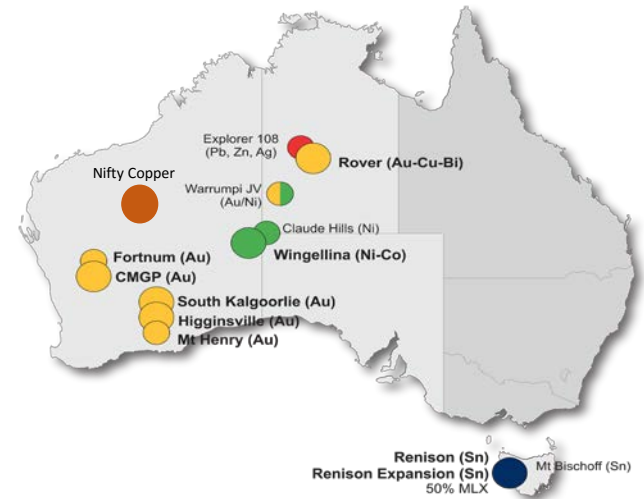 Explorer 108
(Pb, Zn, Ag)
Rover (Au-Cu-Bi)
Nifty Copper
Warrumpi JV
(Au/Ni)
Claude Hills (Ni)
Wingellina (Ni-Co)
Fortnum (Au)
CMGP (Au)
South Kalgoorlie (Au)
Higginsville (Au)
Mt Henry (Au)
Renison (Sn)
Renison Expansion (Sn)
50% MLX
Mt Bischoff (Sn)